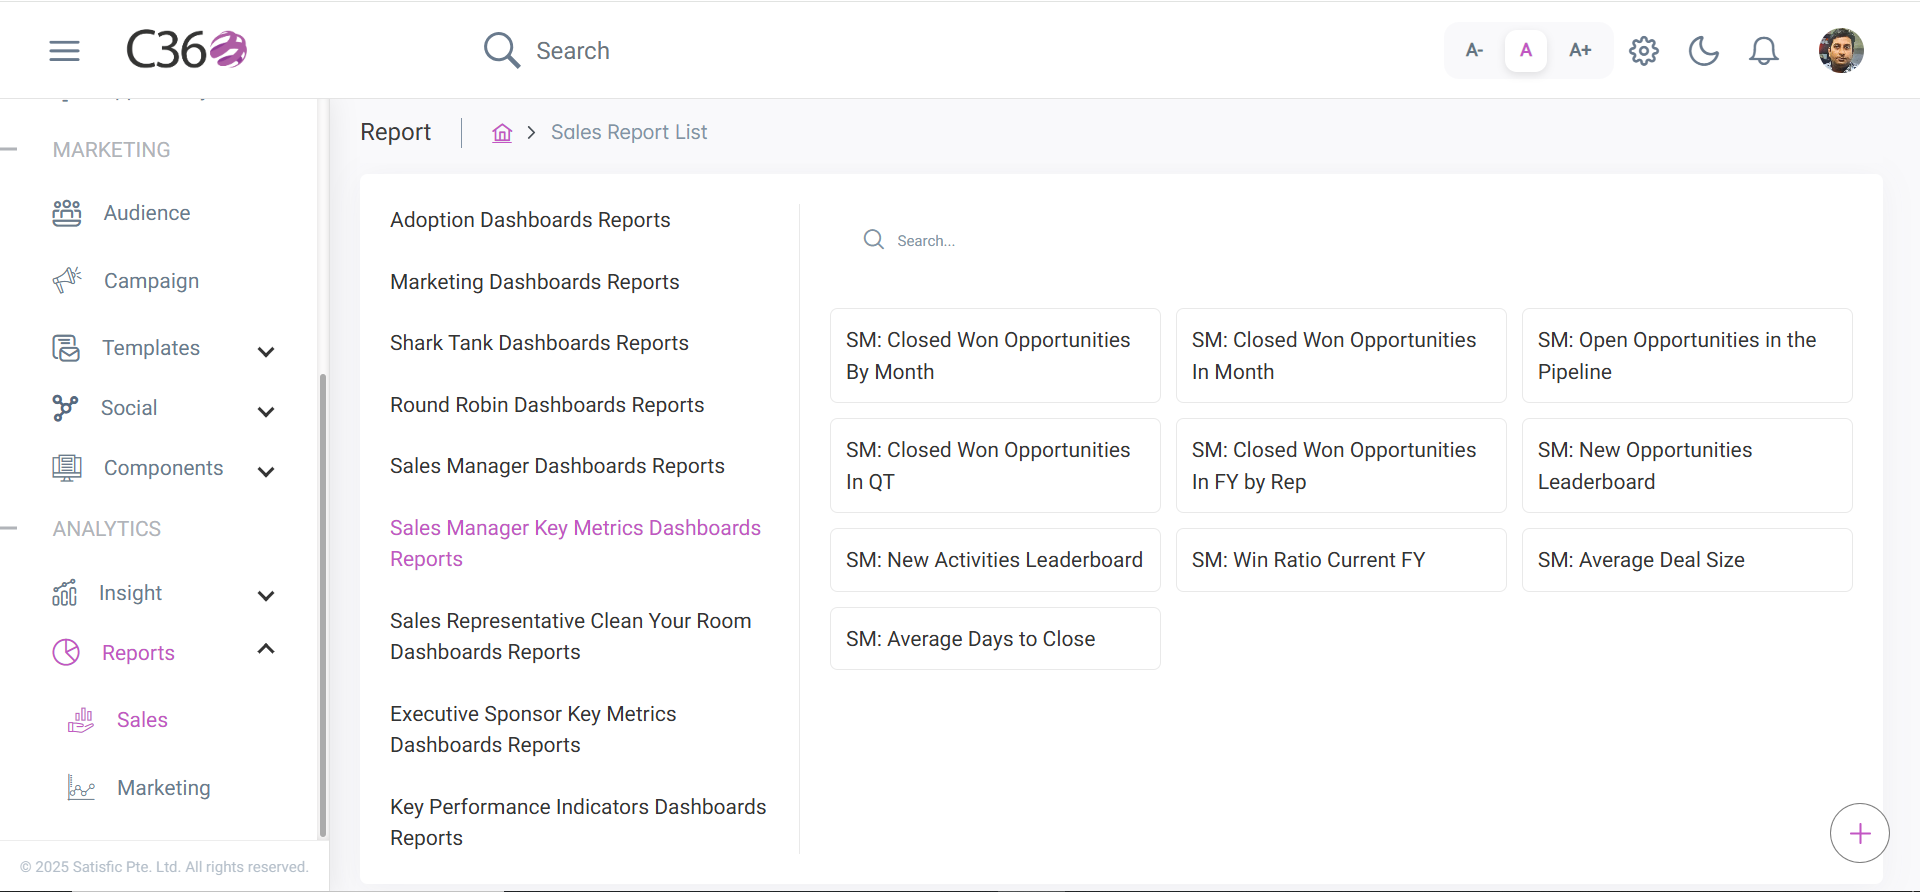 C360
Search
A-
A
A+
MARKETING
Audience
Campaign
Templates
Social
Components
ANALYTICS
Insight
Reports
Sales
Marketing
© 2025 Satisfic Pte. Ltd. All rights reserved.
Report
Sales Report List
Adoption Dashboards Reports
Marketing Dashboards Reports
Shark Tank Dashboards Reports
Round Robin Dashboards Reports
Sales Manager Dashboards Reports
Sales Manager Key Metrics Dashboards
Reports
Sales Representative Clean Your Room
Dashboards Reports
Executive Sponsor Key Metrics
Dashboards Reports
Key Performance Indicators Dashboards
Reports
Search...
SM: Closed Won Opportunities
By Month
SM: Closed Won Opportunities
In Month
SM: Open Opportunities in the
Pipeline
SM: Closed Won Opportunities
In QT
SM: Closed Won Opportunities
In FY by Rep
SM: New Opportunities
Leaderboard
SM: New Activities Leaderboard
SM: Win Ratio Current FY
SM: Average Deal Size
SM: Average Days to Close